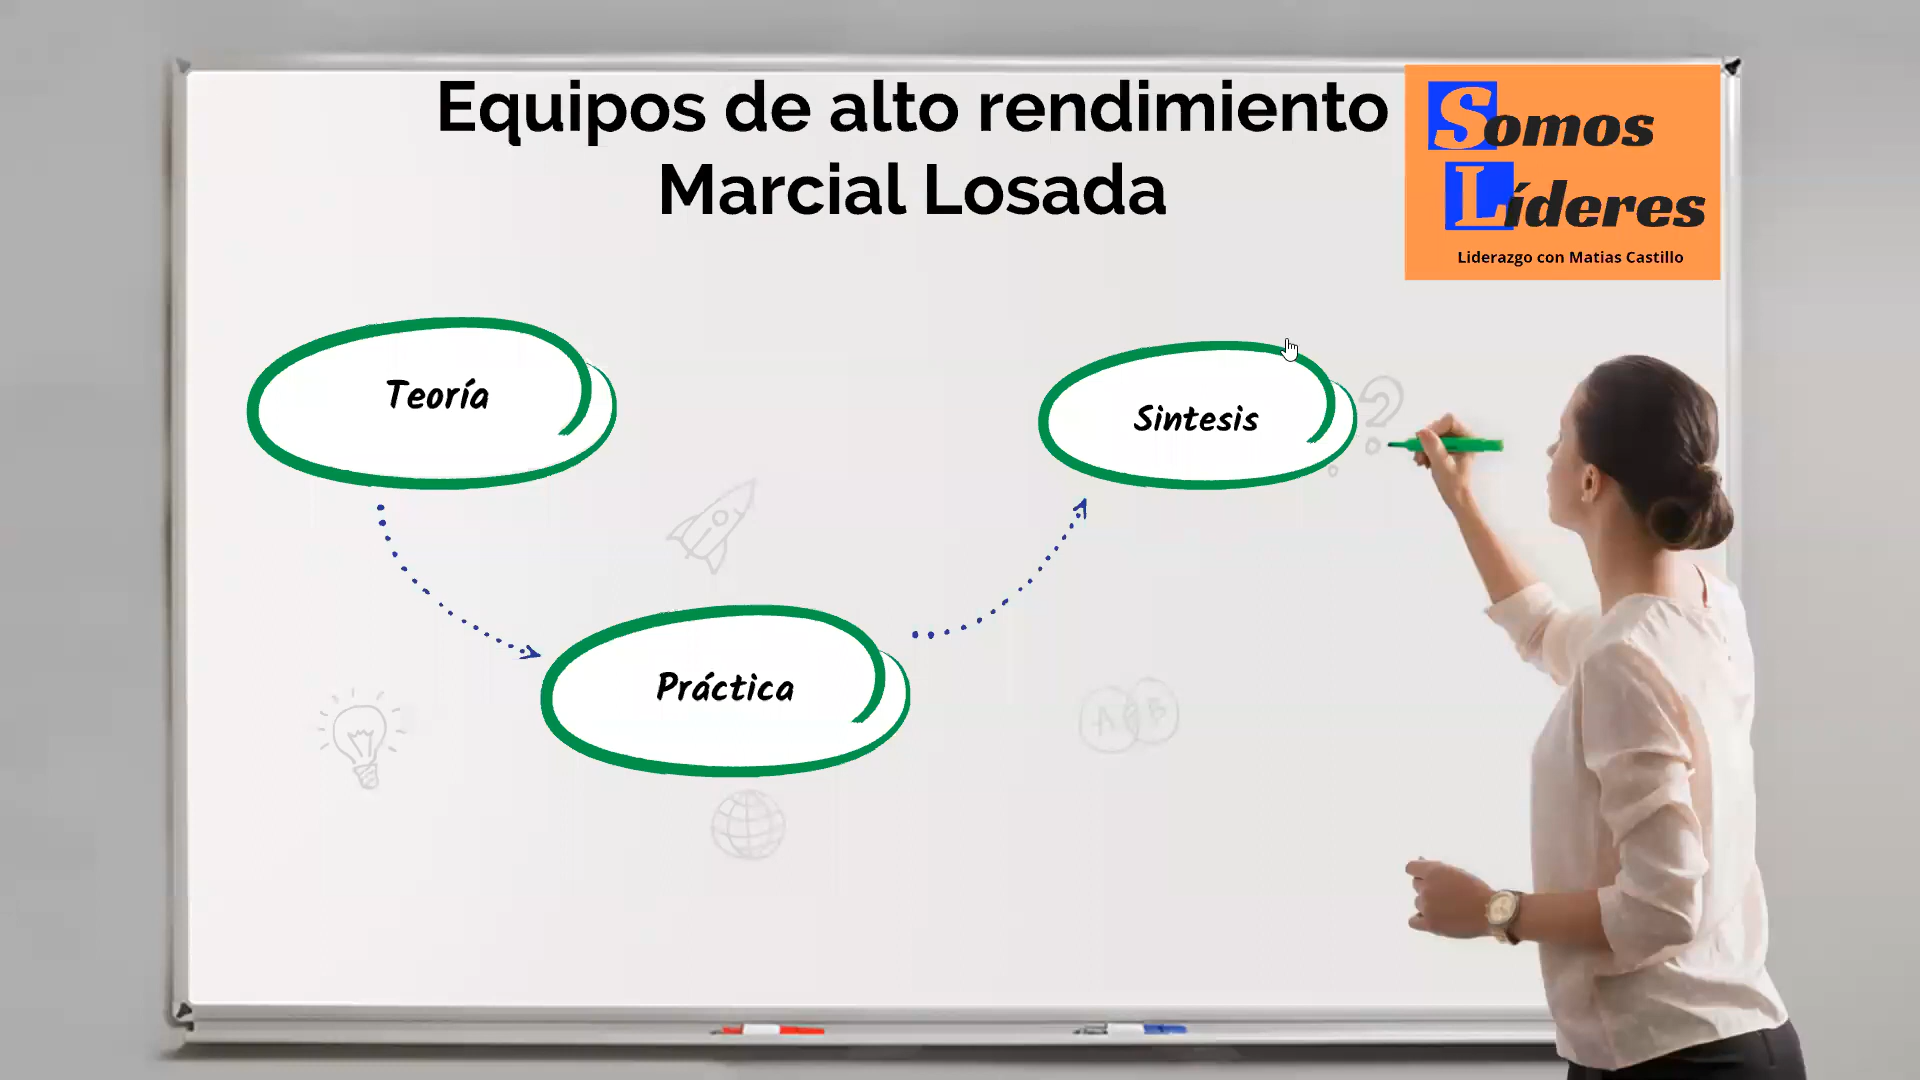 Equipos de alto rendimiento
Marcial Losada
Somos
Líderes
Liderazgo con Matias Castillo
Teoría
Sintesis
Práctica
?
A B